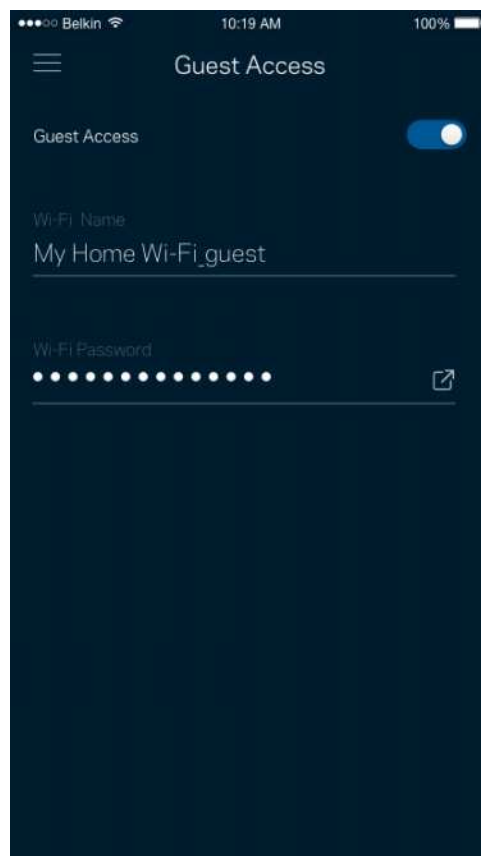 Belkin 10:19 AM 100%
Guest Access
Guest Access
Wi-Fi Name
My Home Wi-Fi_guest
Wi-Fi Password
••••••••••••••